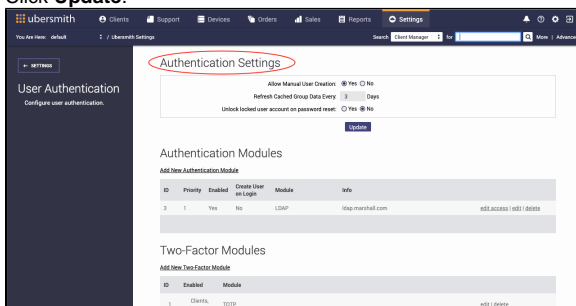 Click Update.
ubersmith Clients Support Devices Orders Sales Reports Settings
You Are Here: default / Ubersmith Settings Search Client Manager for Q More | Advance
← SETTINGS
Authentication Settings
User Authentication
Configure user authentication.
Allow Manual User Creation: Yes No
Refresh Cached Group Data Every: 3 Days
Unlock locked user account on password reset: Yes No
Update
Authentication Modules
Add New Authentication Module
ID Priority Enabled Create User on Login Module Info
3 1 Yes No LDAP ldap.marshall.com edit access | edit | delete
Two-Factor Modules
Add New Two-Factor Module
ID Enabled Module
1 Clients, TOTP edit | delete